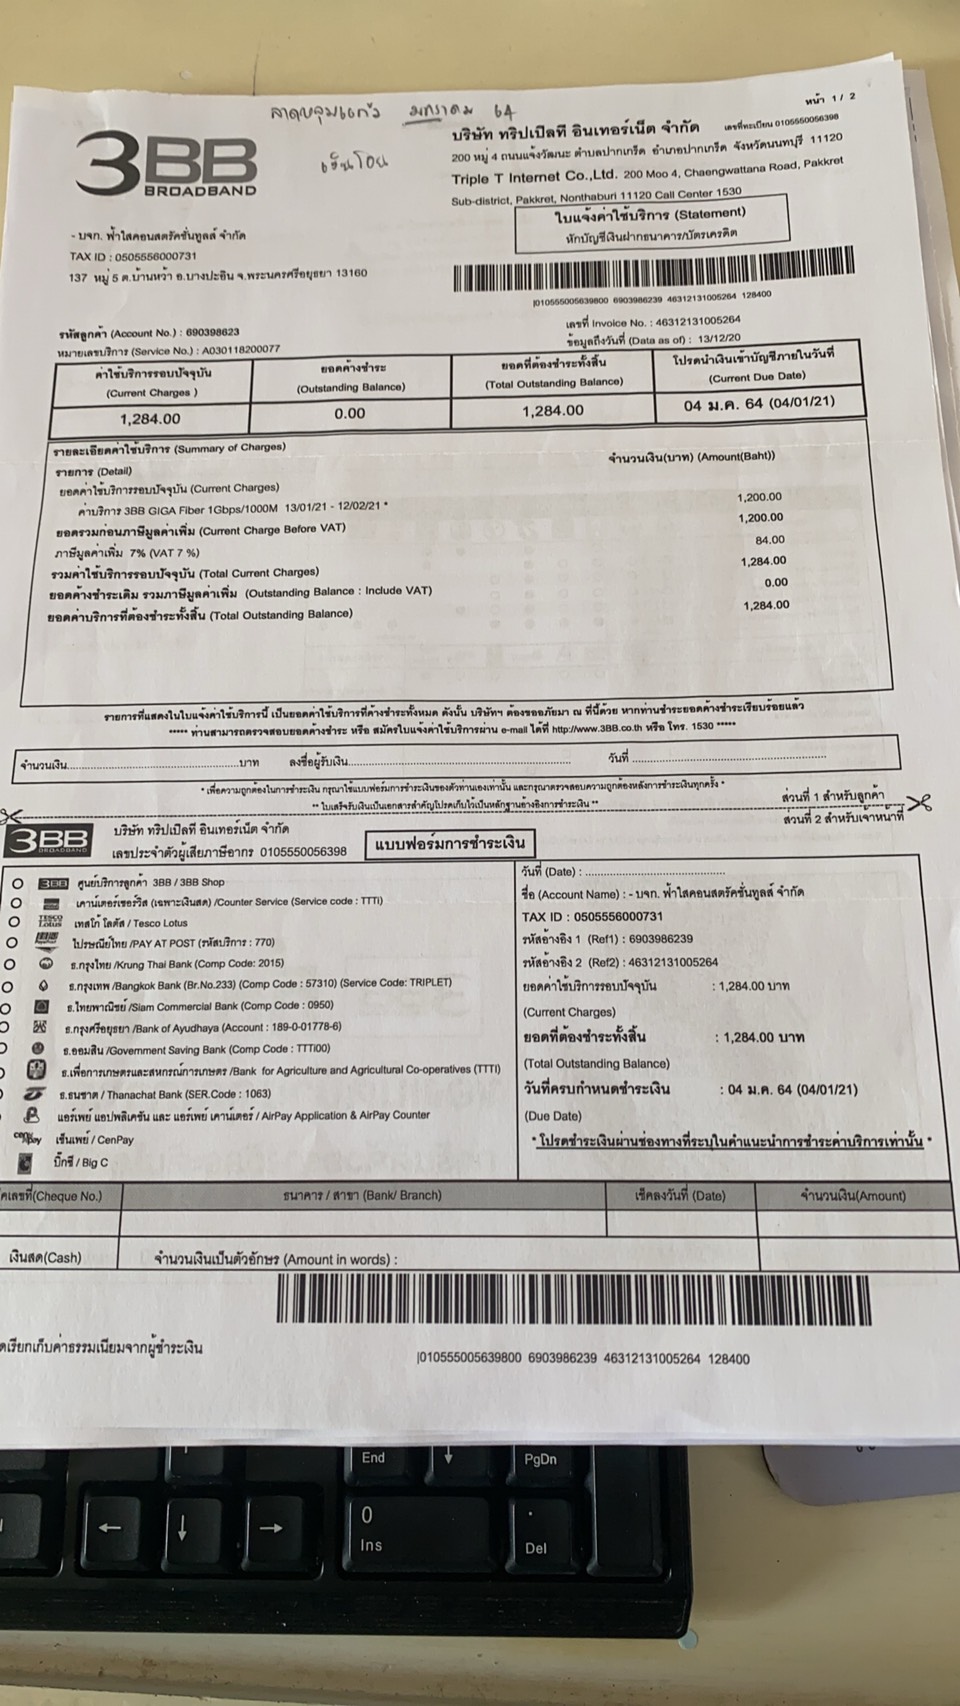 หน้า 1 / 2
ลาดหลุมแก้ว มกราคม 64
3BB
BROADBAND
บริษัท ทริปเปิลที อินเทอร์เน็ต จำกัด เลขที่ทะเบียน 0105550056398
200 หมู่ 4 ถนนแจ้งวัฒนะ ตำบลปากเกร็ด อำเภอปากเกร็ด จังหวัดนนทบุรี 11120
Triple T Internet Co.,Ltd. 200 Moo 4, Chaengwattana Road, Pakkret
Sub-district, Pakkret, Nonthaburi 11120 Call Center 1530
ใบแจ้งค่าใช้บริการ (Statement)
หักบัญชีเงินฝากธนาคาร/บัตรเครดิต
- บจก. ฟ้าใสคอนสตรัคชั่นทูลส์ จำกัด
TAX ID : 0505556000731
137 หมู่ 5 ต.บ้านหว้า อ.บางปะอิน จ.พระนครศรีอยุธยา 13160
|010555005639800 6903986239 46312131005264 128400
รหัสลูกค้า (Account No.) : 690398623
หมายเลขบริการ (Service No.) : A030118200077
เลขที่ Invoice No. : 46312131005264
ข้อมูลถึงวันที่ (Data as of) : 13/12/20
ค่าใช้บริการรอบปัจจุบัน (Current Charges )
ยอดค้างชำระ (Outstanding Balance)
ยอดที่ต้องชำระทั้งสิ้น (Total Outstanding Balance)
โปรดนำเงินเข้าบัญชีภายในวันที่ (Current Due Date)
1,284.00 0.00 1,284.00 04 ม.ค. 64 (04/01/21)
รายละเอียดค่าใช้บริการ (Summary of Charges)
รายการ (Detail) จำนวนเงิน(บาท) (Amount(Baht))
ยอดค่าใช้บริการรอบปัจจุบัน (Current Charges)
ค่าบริการ 3BB GIGA Fiber 1Gbps/1000M 13/01/21 - 12/02/21 * 1,200.00
ยอดรวมก่อนภาษีมูลค่าเพิ่ม (Current Charge Before VAT) 1,200.00
ภาษีมูลค่าเพิ่ม 7% (VAT 7 %) 84.00
รวมค่าใช้บริการรอบปัจจุบัน (Total Current Charges) 1,284.00
ยอดค้างชำระเดิม รวมภาษีมูลค่าเพิ่ม (Outstanding Balance : Include VAT) 0.00
ยอดค่าบริการที่ต้องชำระทั้งสิ้น (Total Outstanding Balance) 1,284.00
รายการที่แสดงในใบแจ้งค่าใช้บริการนี้ เป็นยอดค่าใช้บริการที่ค้างชำระทั้งหมด ดังนั้น บริษัทฯ ต้องขออภัยมา ณ ที่นี้ด้วย หากท่านชำระยอดค้างชำระเรียบร้อยแล้ว
***** ท่านสามารถตรวจสอบยอดค้างชำระ หรือ สมัครใบแจ้งค่าใช้บริการผ่าน e-mail ได้ที่ http://www.3BB.co.th หรือ โทร. 1530 *****
จำนวนเงิน..........บาท ลงชื่อผู้รับเงิน.......... วันที่ ..........
* เพื่อความถูกต้องในการชำระเงิน กรุณาใช้แบบฟอร์มการชำระเงินของตัวท่านเองเท่านั้น และกรุณาตรวจสอบความถูกต้องหลังการชำระเงินทุกครั้ง *
** ใบเสร็จรับเงินเป็นเอกสารสำคัญโปรดเก็บไว้เป็นหลักฐานอ้างอิงการชำระเงิน **
ส่วนที่ 1 สำหรับลูกค้า
ส่วนที่ 2 สำหรับเจ้าหน้าที่
3BB
BROADBAND
บริษัท ทริปเปิลที อินเทอร์เน็ต จำกัด
เลขประจำตัวผู้เสียภาษีอากร 0105550056398
แบบฟอร์มการชำระเงิน
3BB ศูนย์บริการลูกค้า 3BB / 3BB Shop
เคาน์เตอร์เซอร์วิส (เฉพาะเงินสด) /Counter Service (Service code : TTTi)
TESCO Lotus เทสโก้ โลตัส / Tesco Lotus
ไปรษณีย์ไทย /PAY AT POST (รหัสบริการ : 770)
ธ.กรุงไทย /Krung Thai Bank (Comp Code: 2015)
ธ.กรุงเทพ /Bangkok Bank (Br.No.233) (Comp Code : 57310) (Service Code: TRIPLET)
ธ.ไทยพาณิชย์ /Siam Commercial Bank (Comp Code : 0950)
ธ.กรุงศรีอยุธยา /Bank of Ayudhaya (Account : 189-0-01778-6)
ธ.ออมสิน /Government Saving Bank (Comp Code : TTTi00)
ธ.เพื่อการเกษตรและสหกรณ์การเกษตร /Bank for Agriculture and Agricultural Co-operatives (TTTI)
ธ.ธนชาต / Thanachat Bank (SER.Code : 1063)
แอร์เพย์ แอปพลิเคชัน และ แอร์เพย์ เคาน์เตอร์ / AirPay Application & AirPay Counter
cenpay เซ็นเพย์ / CenPay
บิ๊กซี / Big C
วันที่ (Date) : ..........
ชื่อ (Account Name) : - บจก. ฟ้าใสคอนสตรัคชั่นทูลส์ จำกัด
TAX ID : 0505556000731
รหัสอ้างอิง 1 (Ref1) : 6903986239
รหัสอ้างอิง 2 (Ref2) : 46312131005264
ยอดค่าใช้บริการรอบปัจจุบัน : 1,284.00 บาท
(Current Charges)
ยอดที่ต้องชำระทั้งสิ้น : 1,284.00 บาท
(Total Outstanding Balance)
วันที่ครบกำหนดชำระเงิน : 04 ม.ค. 64 (04/01/21)
(Due Date)
* โปรดชำระเงินผ่านช่องทางที่ระบุในคำแนะนำการชำระค่าบริการเท่านั้น *
เลขที่(Cheque No.) ธนาคาร / สาขา (Bank/ Branch) เช็คลงวันที่ (Date) จำนวนเงิน(Amount)
เงินสด(Cash) จำนวนเงินเป็นตัวอักษร (Amount in words) :
เรียกเก็บค่าธรรมเนียมจากผู้ชำระเงิน
|010555005639800 6903986239 46312131005264 128400
End PgDn
0
Ins
.
Del